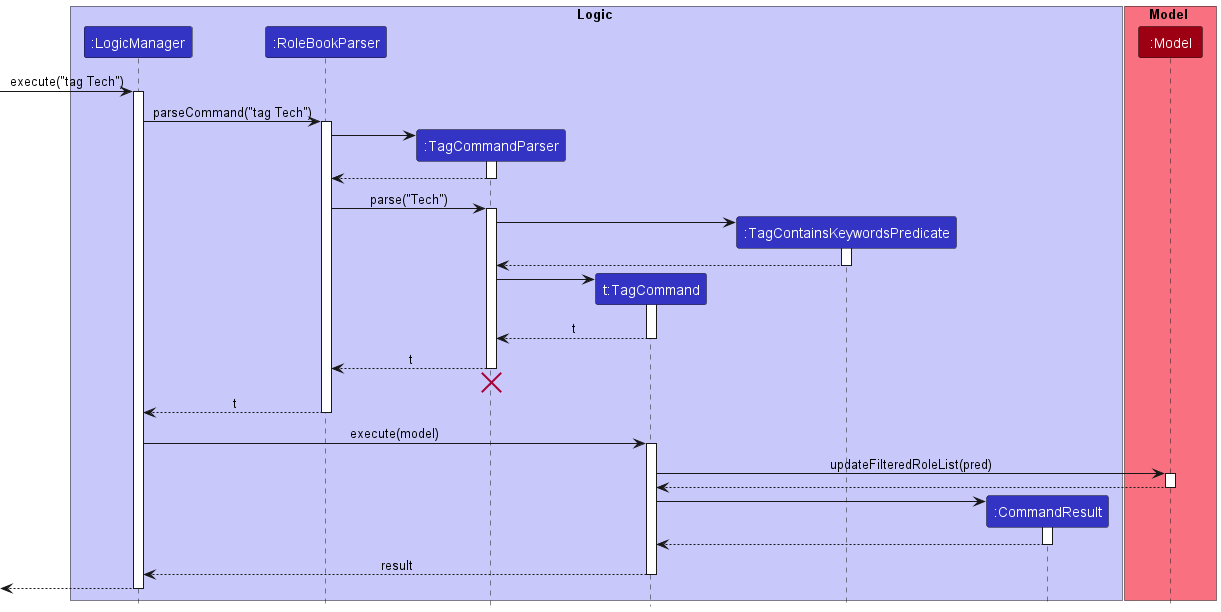 Logic
Model
:LogicManager
:RoleBookParser
:Model
execute("tag Tech")
parseCommand("tag Tech")
:TagCommandParser
parse("Tech")
:TagContainsKeywordsPredicate
t:TagCommand
t
t
t
execute(model)
updateFilteredRoleList(pred)
:CommandResult
result